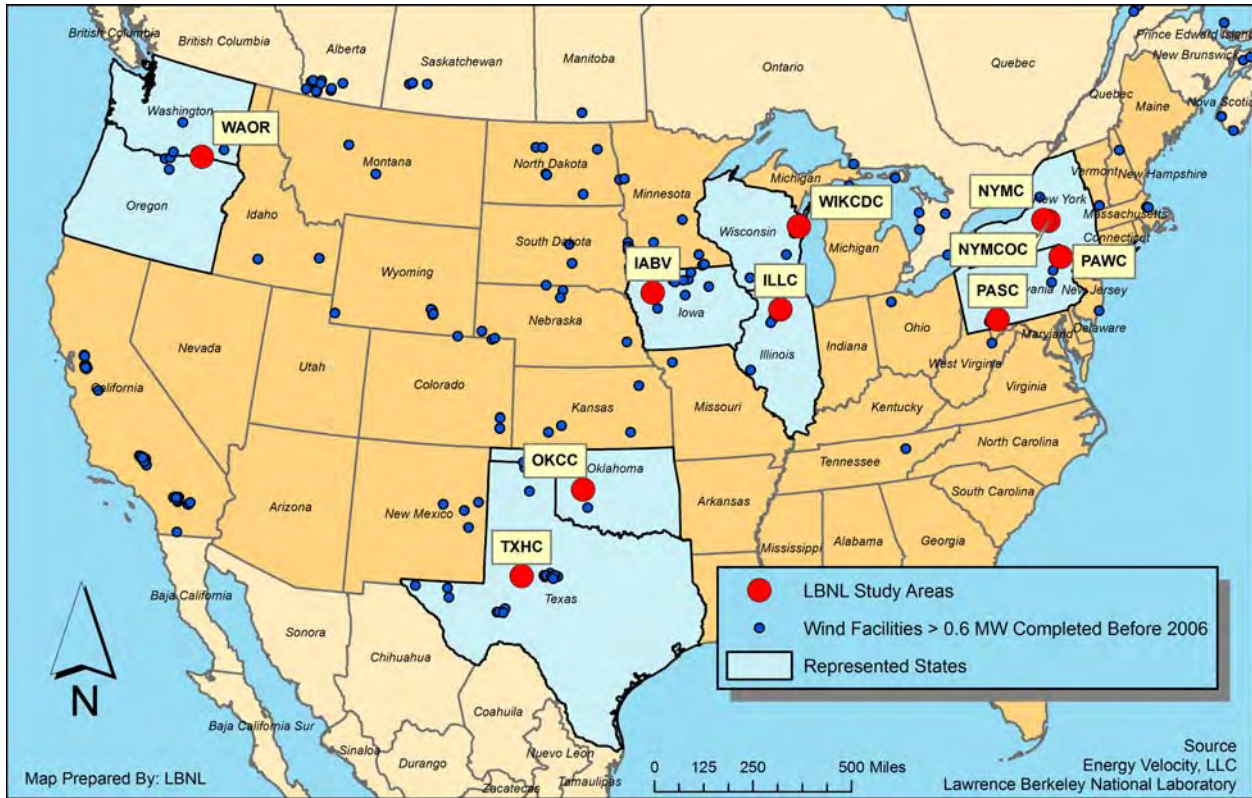 British Columbia
British Columbia
Alberta
Saskatchewan
Manitoba
Ontario
Quebec
Prince Edward Island
New Brunswick
Quebec
Maine
Nova Scotia
Washington
WAOR
Montana
North Dakota
Minnesota
Michigan
WIKCDC
NYMC
New York
Vermont
New Hampshire
Massachusetts
Connecticut
Oregon
Idaho
Wyoming
South Dakota
Wisconsin
Michigan
NYMCOC
PAWC
IABV
ILLC
PASC
vania
New Jersey
Iowa
Nebraska
Nevada
Utah
Colorado
California
Illinois
Indiana
Ohio
Maryland
Delaware
West Virginia
Virginia
Kansas
Missouri
Kentucky
North Carolina
Tennessee
South Carolina
OKCC
Oklahoma
Arkansas
Arizona
New Mexico
Mississippi
Alabama
Georgia
TXHC
Texas
LBNL Study Areas
Wind Facilities > 0.6 MW Completed Before 2006
Represented States
Baja California
Sonora
Chihuahua
Coahuila
N
Baja California Sur
Sinaloa
Durango
Nuevo Leon
Tamaulipas
Zacatecas
Map Prepared By: LBNL
0 125 250 500 Miles
Source
Energy Velocity, LLC
Lawrence Berkeley National Laboratory